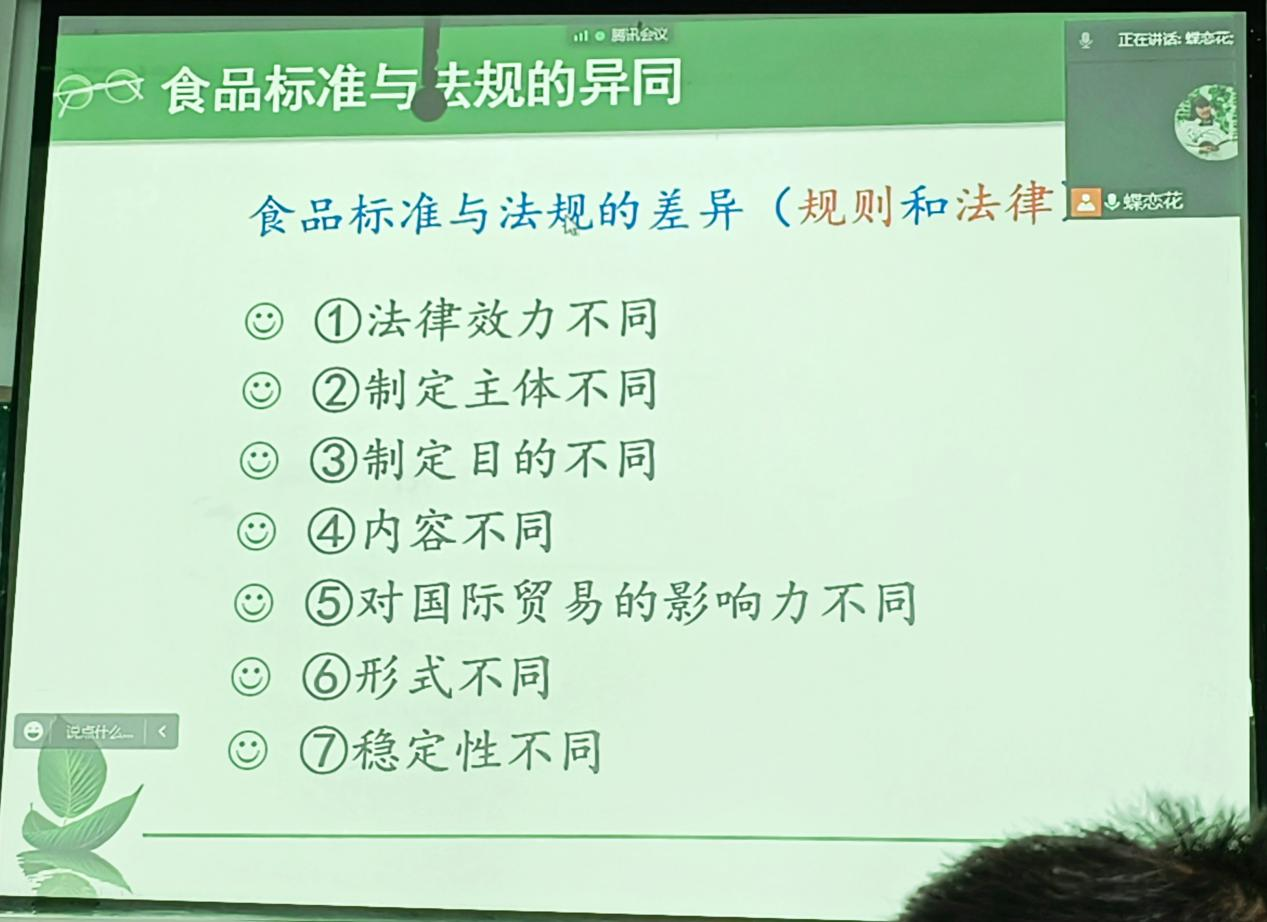 腾讯会议
正在讲话: 蝶恋花;
食品标准与法规的异同
蝶恋花
食品标准与法规的差异（规则和法律）
①法律效力不同
②制定主体不同
③制定目的不同
④内容不同
⑤对国际贸易的影响力不同
⑥形式不同
⑦稳定性不同
说点什么...